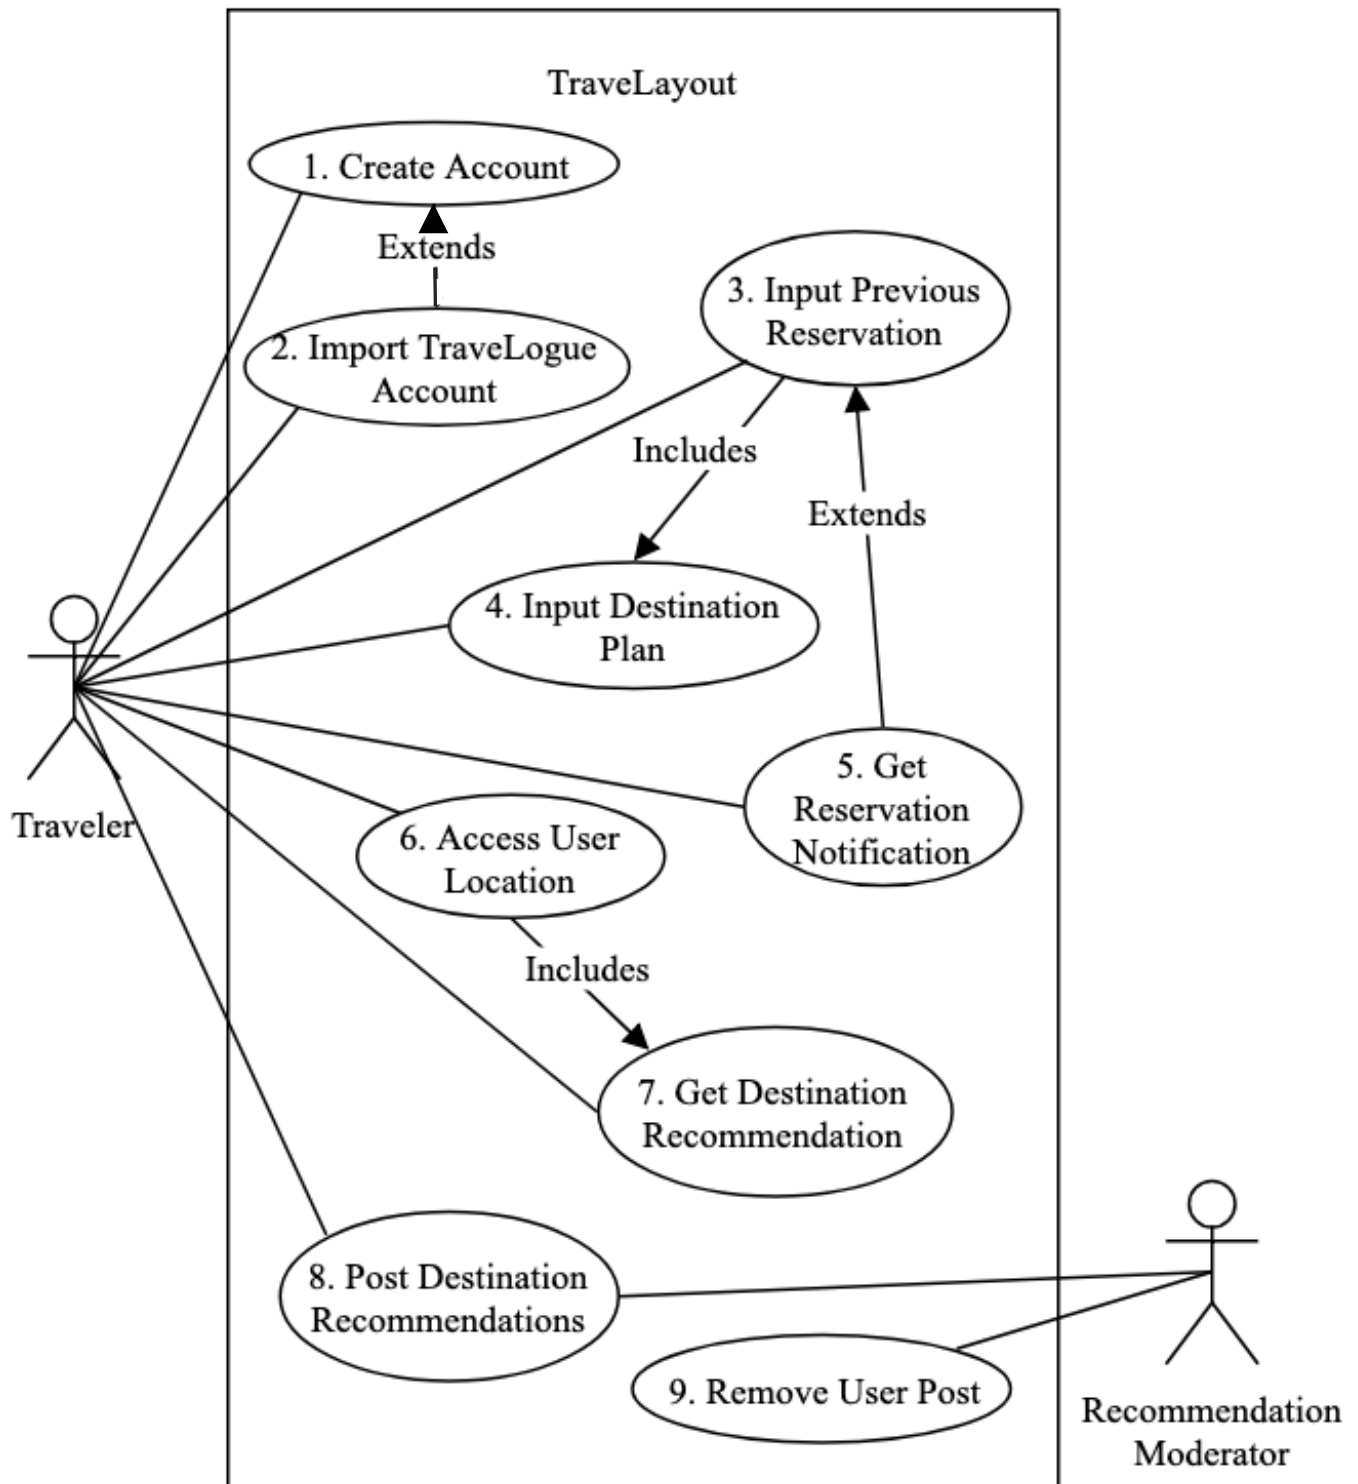 TraveLayout
1. Create Account
Extends
2. Import TraveLogue
Account
3. Input Previous
Reservation
Includes
Extends
4. Input Destination
Plan
5. Get
Reservation
Notification
Traveler
6. Access User
Location
Includes
7. Get Destination
Recommendation
8. Post Destination
Recommendations
9. Remove User Post
Recommendation
Moderator